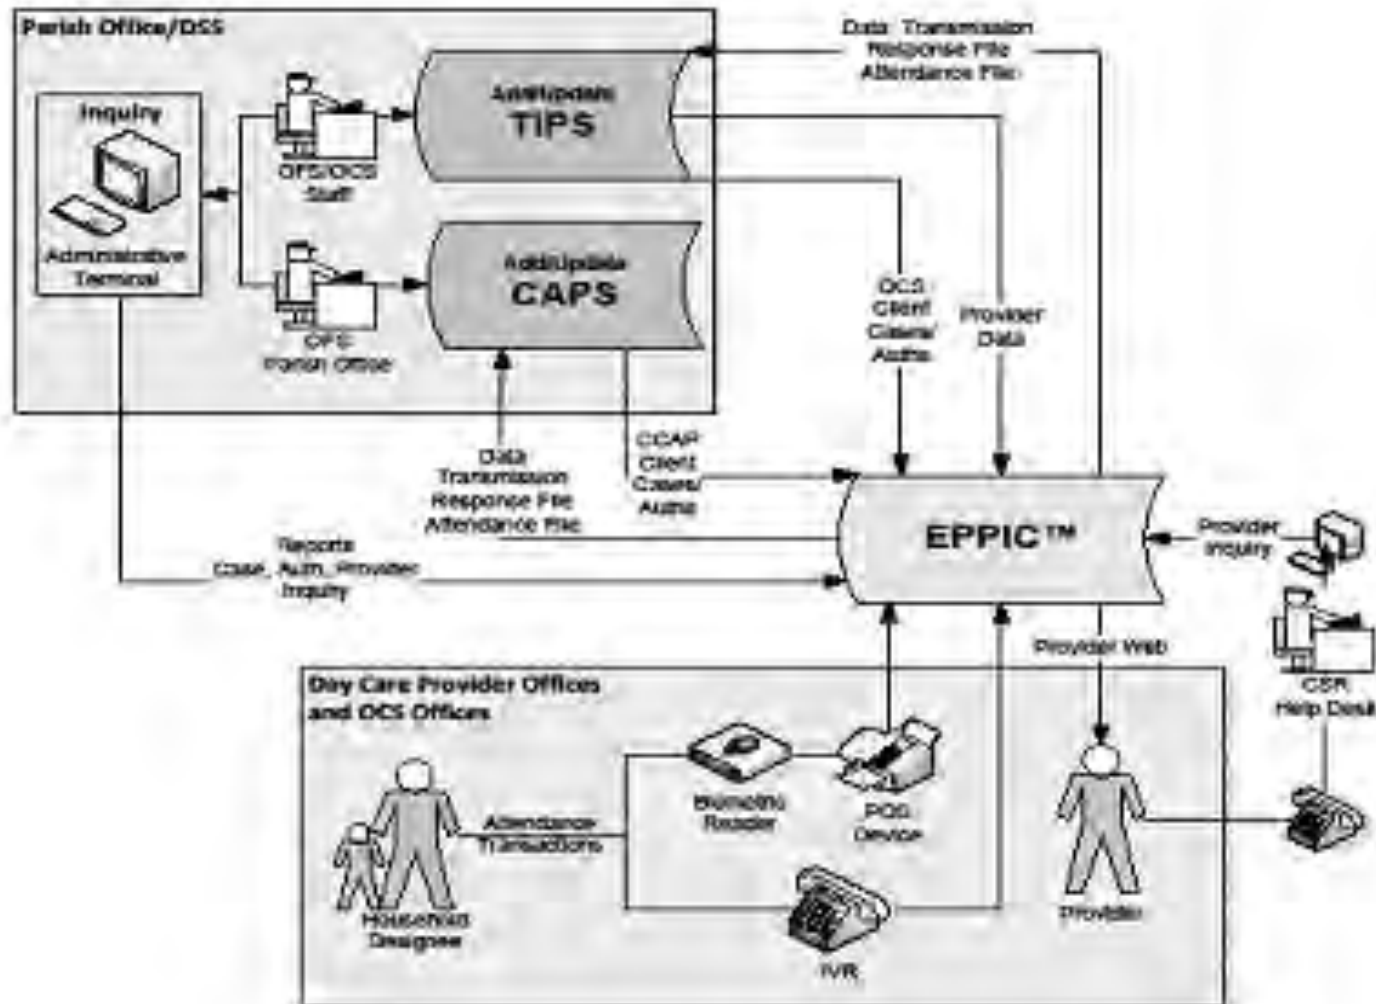 Parish Office/DSS
Inquiry
Administrative
Terminal
OFS/OCS
Staff
OFS
Parish Office
Add/Update
TIPS
Add/Update
CAPS
Data Transmission
Response File
Attendance File
OCS
Client
Cases/
Auths
Provider
Data
Data
Transmission
Response File
Attendance File
CCAP
Client
Cases/
Auths
Reports
Case, Auth, Provider
Inquiry
EPPIC™
Provider
Inquiry
CSR
Help Desk
Provider Web
Day Care Provider Offices
and OCS Offices
Household
Designee
Attendance
Transactions
Biometric
Reader
POS
Device
IVR
Provider